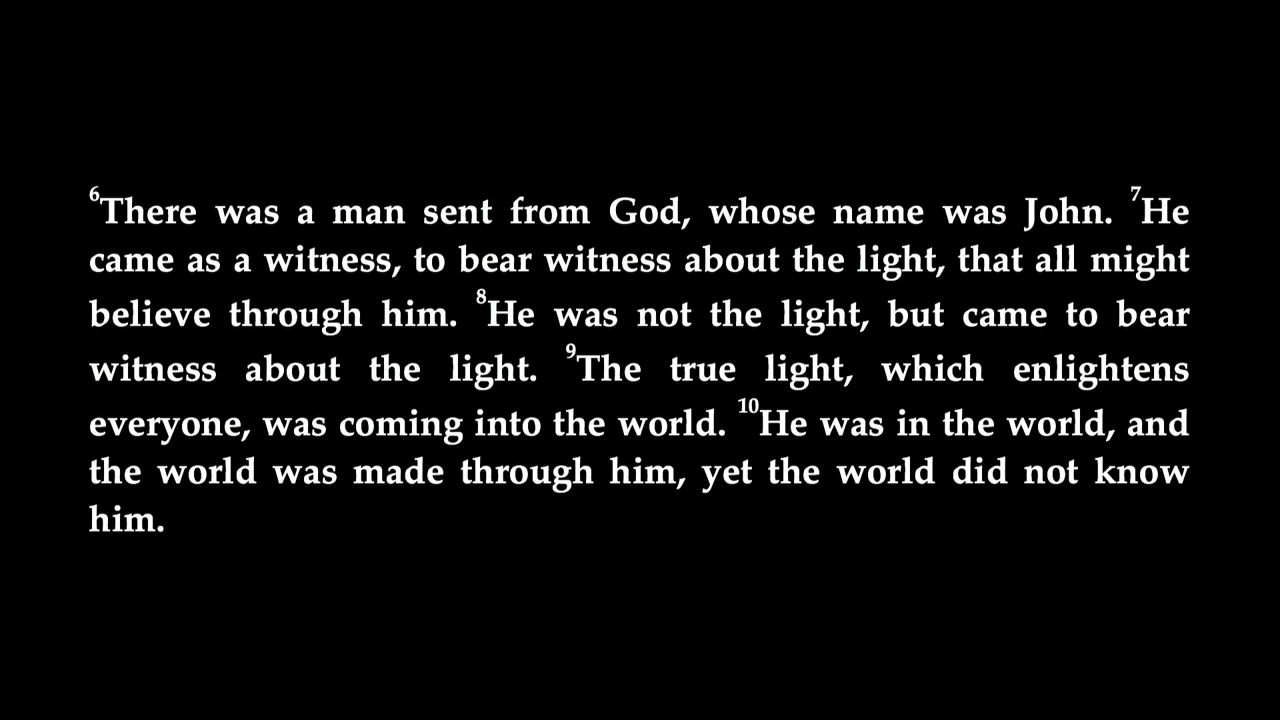 ⁶There was a man sent from God, whose name was John. ⁷He
came as a witness, to bear witness about the light, that all might
believe through him. ⁸He was not the light, but came to bear
witness about the light. ⁹The true light, which enlightens
everyone, was coming into the world. ¹⁰He was in the world, and
the world was made through him, yet the world did not know
him.